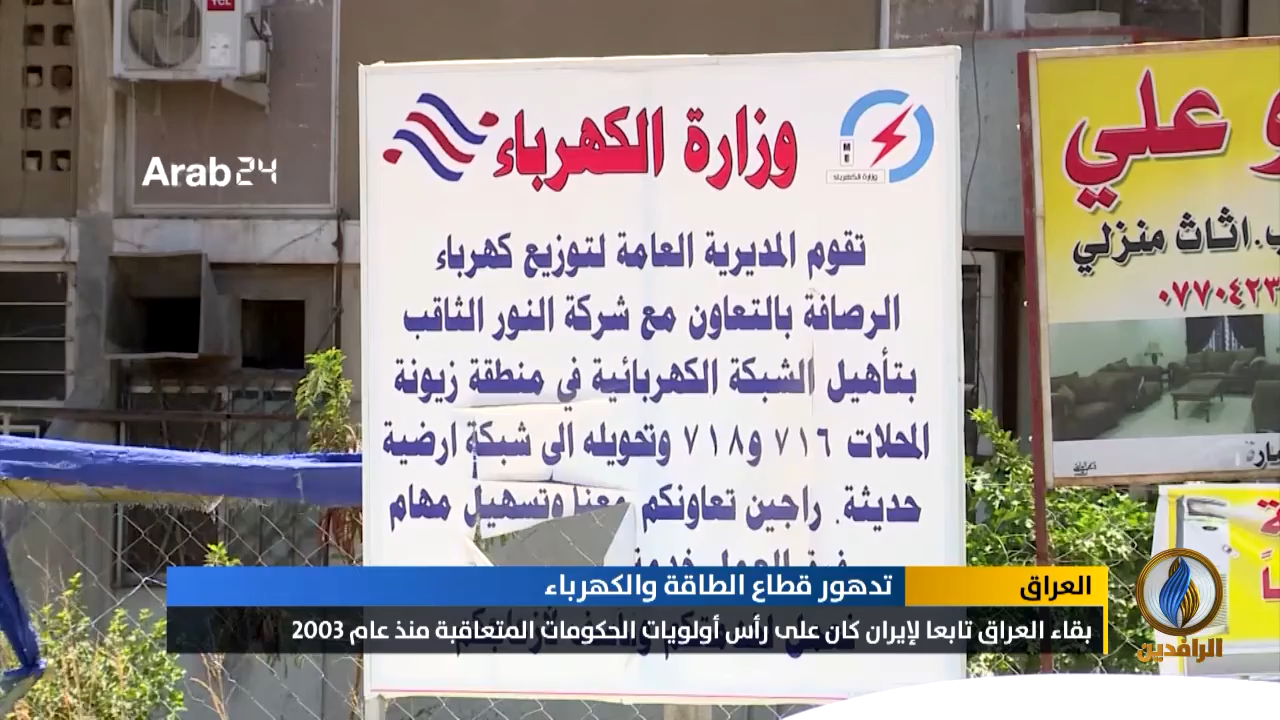 TCL
Arab24
وزارة الكهرباء
ME
وزارة الكهرباء
تقوم المديرية العامة لتوزيع كهرباء
الرصافة بالتعاون مع شركة النور الثاقب
بتأهيل الشبكة الكهربائية في منطقة زيونة
المحلات ٧١٦ و٧١٨ وتحويله الى شبكة ارضية
حديثة. راجين تعاونكم معنا وتسهيل مهام
علي
اثاث منزلي
٠٧٧٠٤٢٣
العراق
تدهور قطاع الطاقة والكهرباء
بقاء العراق تابعا لإيران كان على رأس أولويات الحكومات المتعاقبة منذ عام 2003
الرافدين